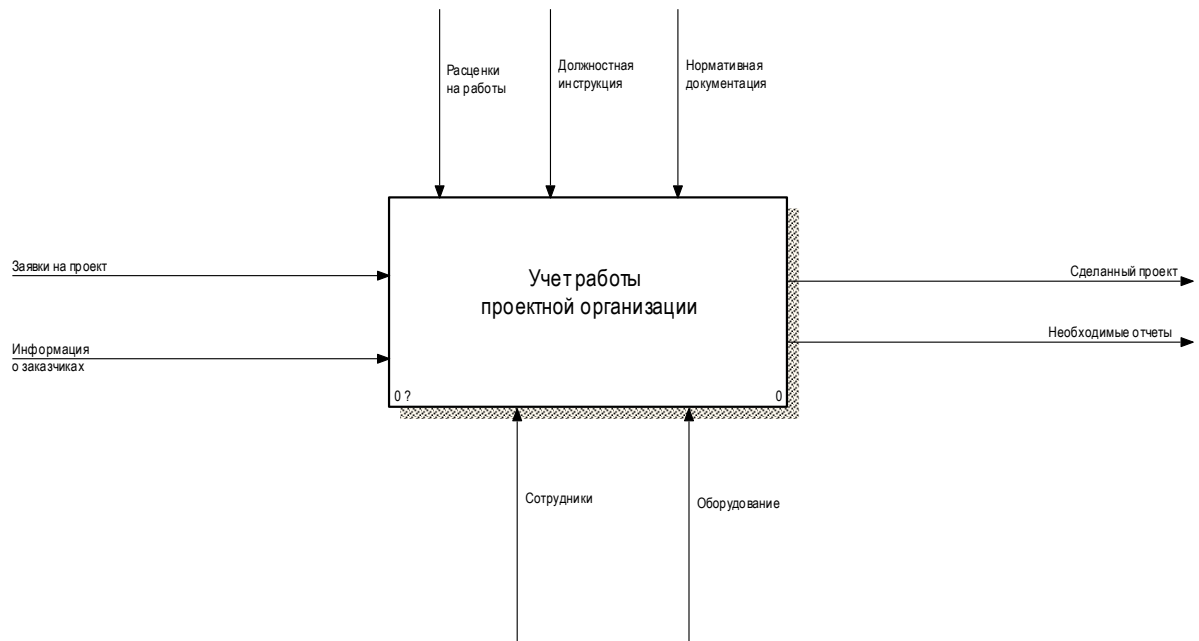 Расценки
на работы
Должностная
инструкция
Нормативная
документация
Заявки на проект
Информация
о заказчиках
Учет работы
проектной организации
0 ?
0
Сделанный проект
Необходимые отчеты
Сотрудники
Оборудование